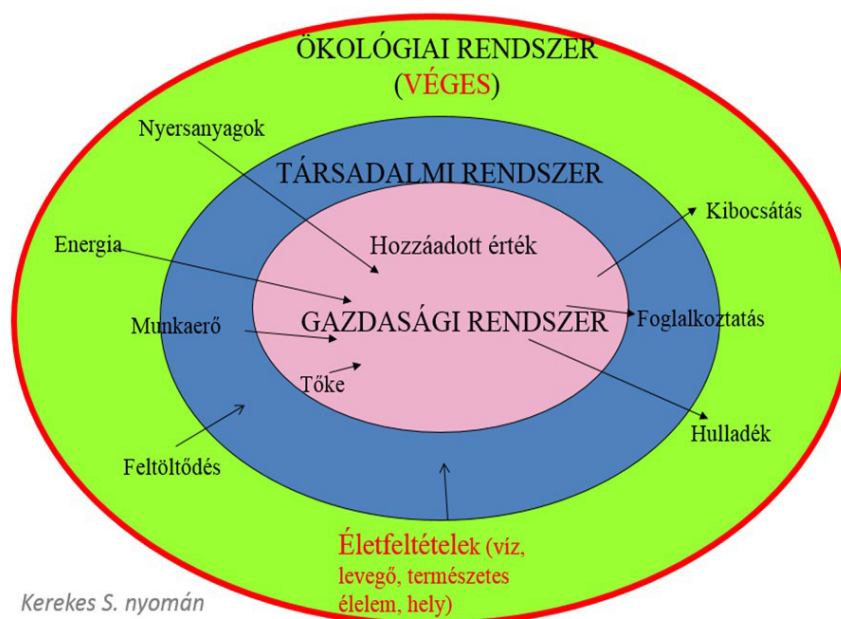 ÖKOLÓGIAI RENDSZER
(VÉGES)
Nyersanyagok
TÁRSADALMI RENDSZER
Kibocsátás
Energia
Hozzáadott érték
Munkaerő
GAZDASÁGI RENDSZER
Foglalkoztatás
Tőke
Hulladék
Feltöltődés
Életfeltételek (víz,
levegő, természetes
élelem, hely)
Kerekes S. nyomán